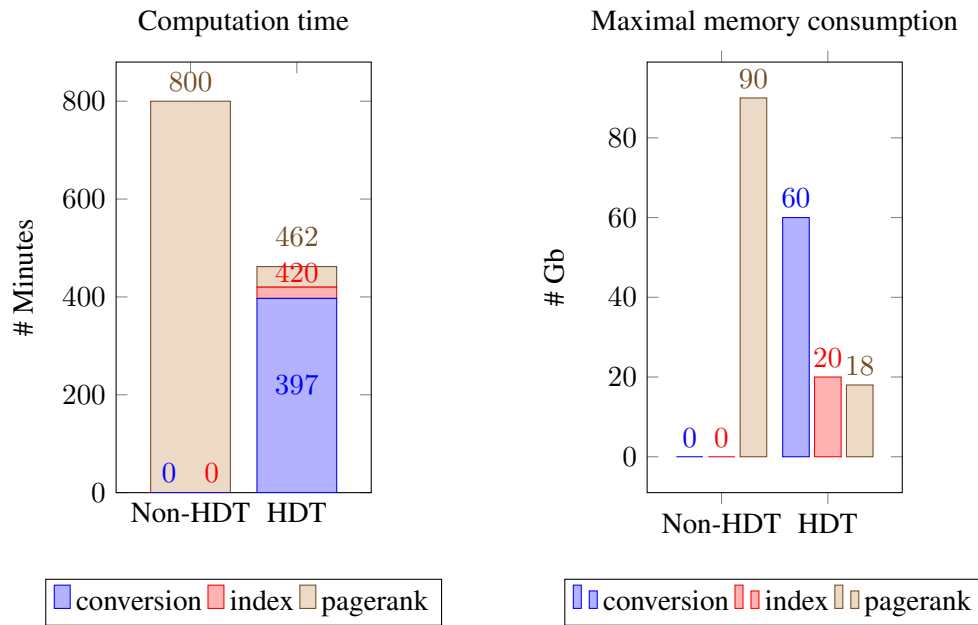 Computation time
800
600
400
200
0
# Minutes
800
462
420
397
0 0
Non-HDT HDT
conversion index pagerank
Maximal memory consumption
80
60
40
20
0
# Gb
90
60
20 18
0 0
Non-HDT HDT
conversion index pagerank